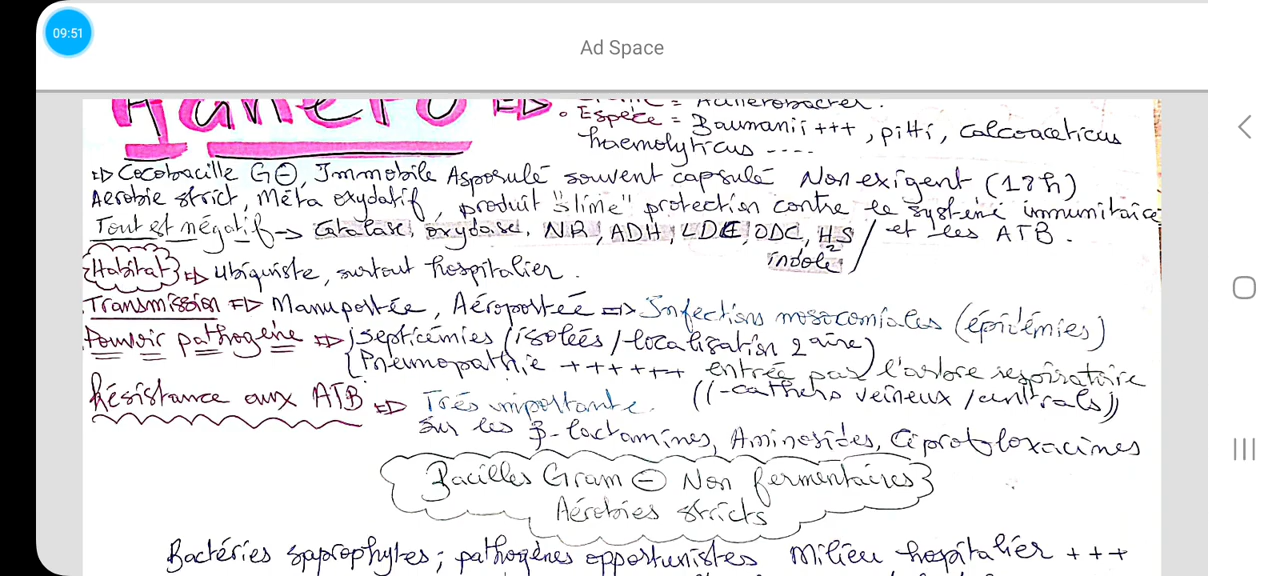 09:51
Ad Space
Acinéto => Acinetobacter.
• Espèce = Baumanii +++, pitti, calcoaceticus
haemolyticus ....
=> Cocobacille G⊖, Immobile Asporulé souvent capsulé Non exigent (18h)
Aérobie strict, Méta oxydatif, produit "slime" protection contre le système immunitaire
Tout est négatif -> Catalase, oxydase, NR, ADH, LDC, ODC, H2S / et les ATB.
indole
Habitat => Ubiquiste, surtout hospitalier.
Transmission => Manuportée, Aéroportée => Infections nosocomiales (épidémies)
Pouvoir pathogène => Septicémies (isolées / localisation 2aire)
Pneumopathie ++++++ entrée par l'arbre respiratoire
((-cathers veineux / centrals))
Résistance aux ATB => Très importante.
Sur les β-lactamines, Aminosides, Ciprofloxacines
Bacilles Gram ⊖ Non fermentaires
Aérobies stricts
Bactéries saprophytes ; pathogènes opportunistes Milieu hospitalier +++